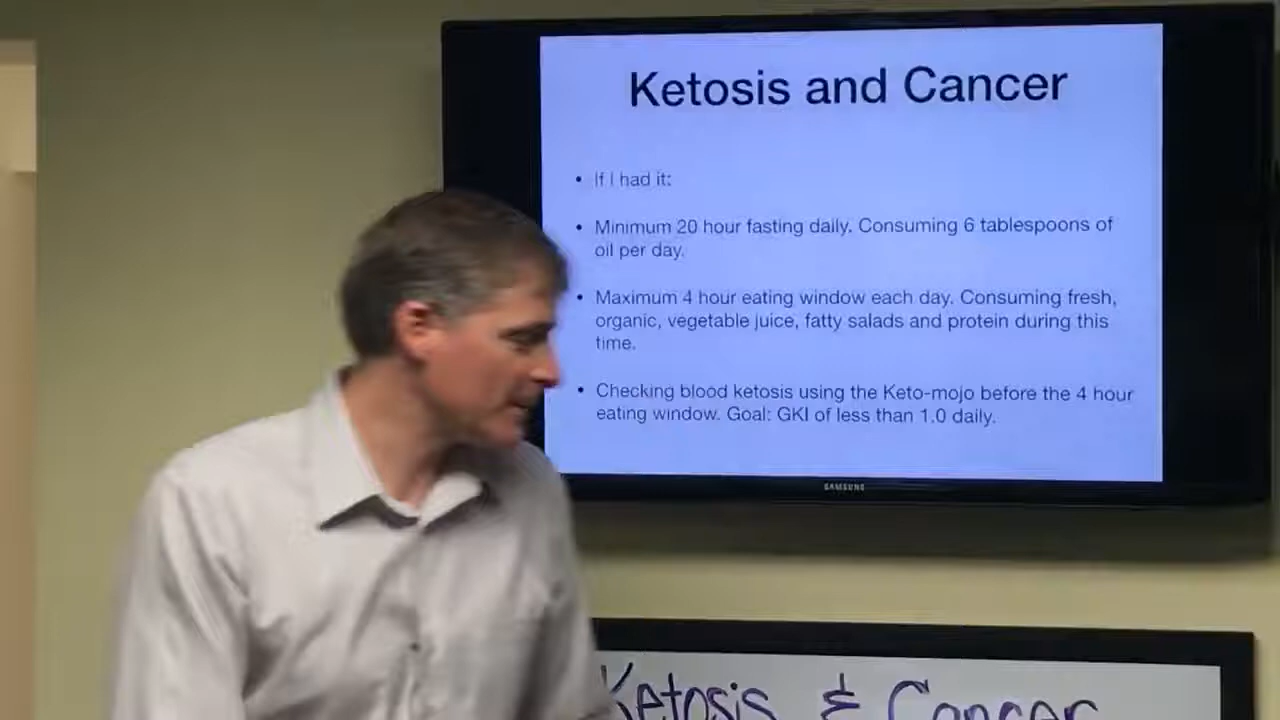 Ketosis and Cancer
• If I had it:
• Minimum 20 hour fasting daily. Consuming 6 tablespoons of
oil per day.
• Maximum 4 hour eating window each day. Consuming fresh,
organic, vegetable juice, fatty salads and protein during this
time.
• Checking blood ketosis using the Keto-mojo before the 4 hour
eating window. Goal: GKI of less than 1.0 daily.
SAMSUNG
Ketosis & Cancer